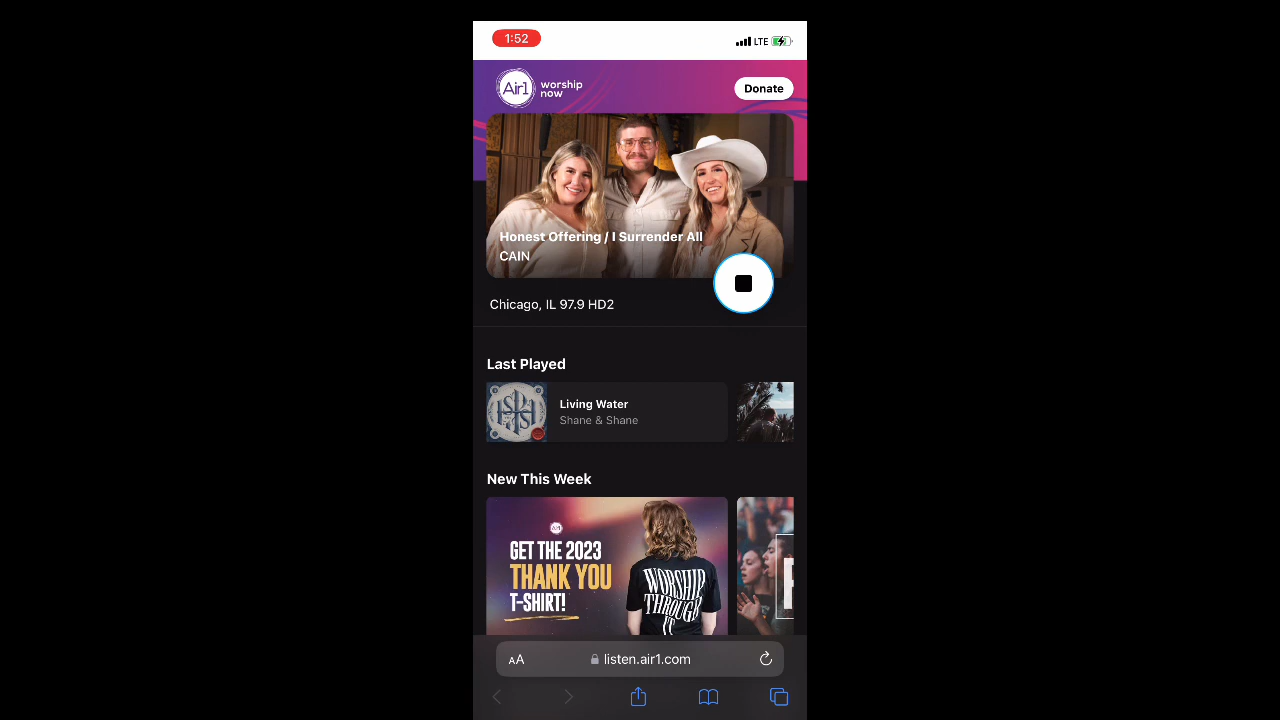 1:52
LTE
Air1
worship
now
Donate
Honest Offering / I Surrender All
CAIN
Chicago, IL 97.9 HD2
Last Played
Living Water
Shane & Shane
New This Week
Air1
GET THE 2023
THANK YOU
T-SHIRT!
WORSHIP
THROUGH
IT
AA
listen.air1.com